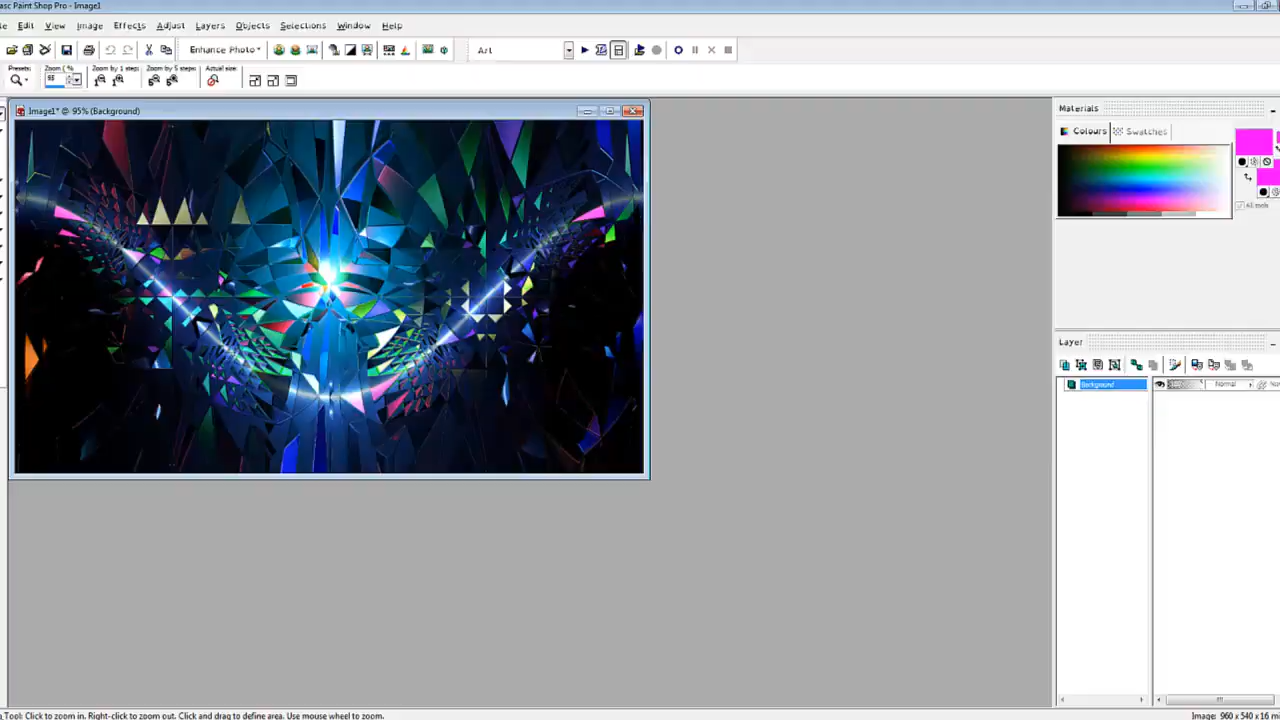 asc Paint Shop Pro - Image1
Edit View Image Effects Adjust Layers Objects Selections Window Help
Enhance Photo Art
Presets: Zoom (% Zoom by 1 step: Zoom by 5 steps: Actual size:
95
Image1* @ 95% (Background)
Materials
Colours Swatches
All tools
Layer
Background Normal
Tool: Click to zoom in. Right-click to zoom out. Click and drag to define area. Use mouse wheel to zoom.
Image: 960 x 540 x 16 mi